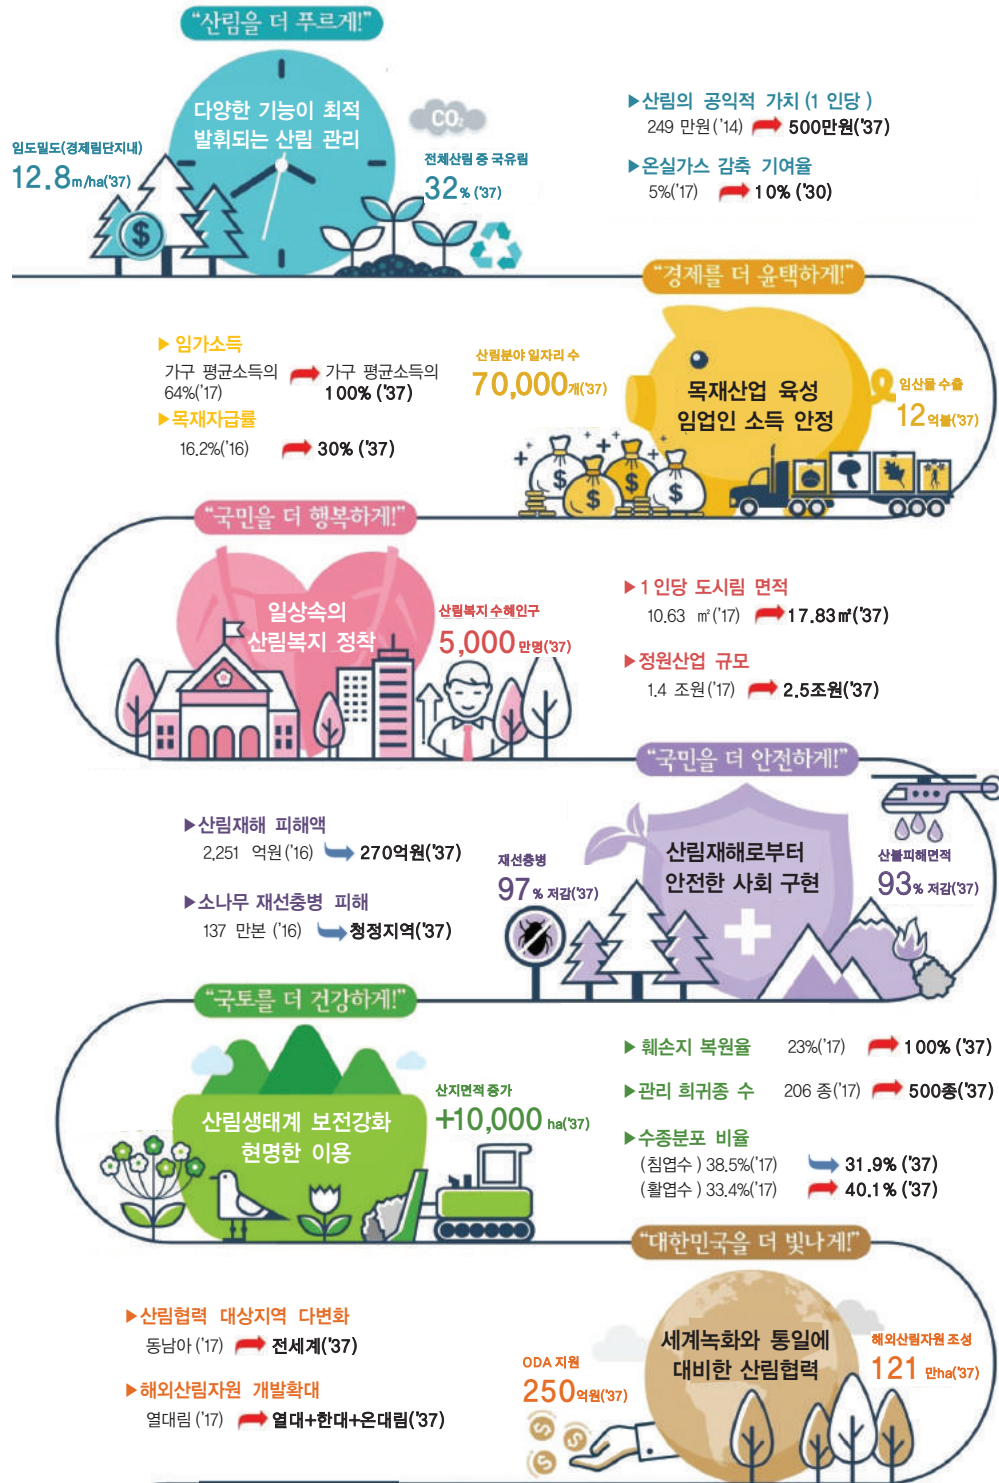 “산림을 더 푸르게!”
다양한 기능이 최적
발휘되는 산림 관리
CO₂
임도밀도(경제림단지내)
12.8m/ha('37)
전체산림 중 국유림
32% ('37)
▶산림의 공익적 가치 (1 인당 )
249 만원('14) 500만원('37)
▶온실가스 감축 기여율
5%('17) 10% ('30)
“경제를 더 윤택하게!”
▶ 임가소득
가구 평균소득의 가구 평균소득의
64%('17) 100% ('37)
▶목재자급률
16.2%('16) 30% ('37)
산림분야 일자리 수
70,000개('37)
목재산업 육성
임업인 소득 안정
임산물 수출
12억불('37)
$ $ $ $
“국민을 더 행복하게!”
일상속의
산림복지 정착
산림복지 수혜인구
5,000 만명('37)
▶1 인당 도시림 면적
10.63 ㎡('17) 17.83㎡('37)
▶정원산업 규모
1.4 조원('17) 2.5조원('37)
“국민을 더 안전하게!”
▶산림재해 피해액
2,251 억원('16) 270억원('37)
▶소나무 재선충병 피해
137 만본 ('16) 청정지역('37)
재선충병
97% 저감('37)
산림재해로부터
안전한 사회 구현
산불피해면적
93% 저감('37)
“국토를 더 건강하게!”
산림생태계 보전강화
현명한 이용
산지면적 증가
+10,000 ha('37)
▶ 훼손지 복원율 23%('17) 100% ('37)
▶관리 희귀종 수 206 종('17) 500종('37)
▶수종분포 비율
(침엽수 ) 38.5%('17) 31.9% ('37)
(활엽수 ) 33.4%('17) 40.1% ('37)
“대한민국을 더 빛나게!”
▶산림협력 대상지역 다변화
동남아 ('17) 전세계('37)
▶해외산림자원 개발확대
열대림 ('17) 열대+한대+온대림('37)
ODA 지원
250억원('37)
세계녹화와 통일에
대비한 산림협력
해외산림자원 조성
121 만ha('37)